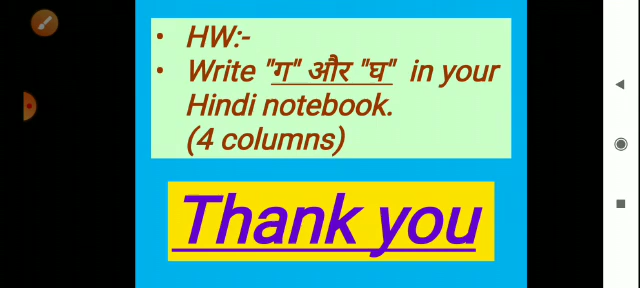 • HW:-
• Write "ग" और "घ" in your
Hindi notebook.
(4 columns)
Thank you